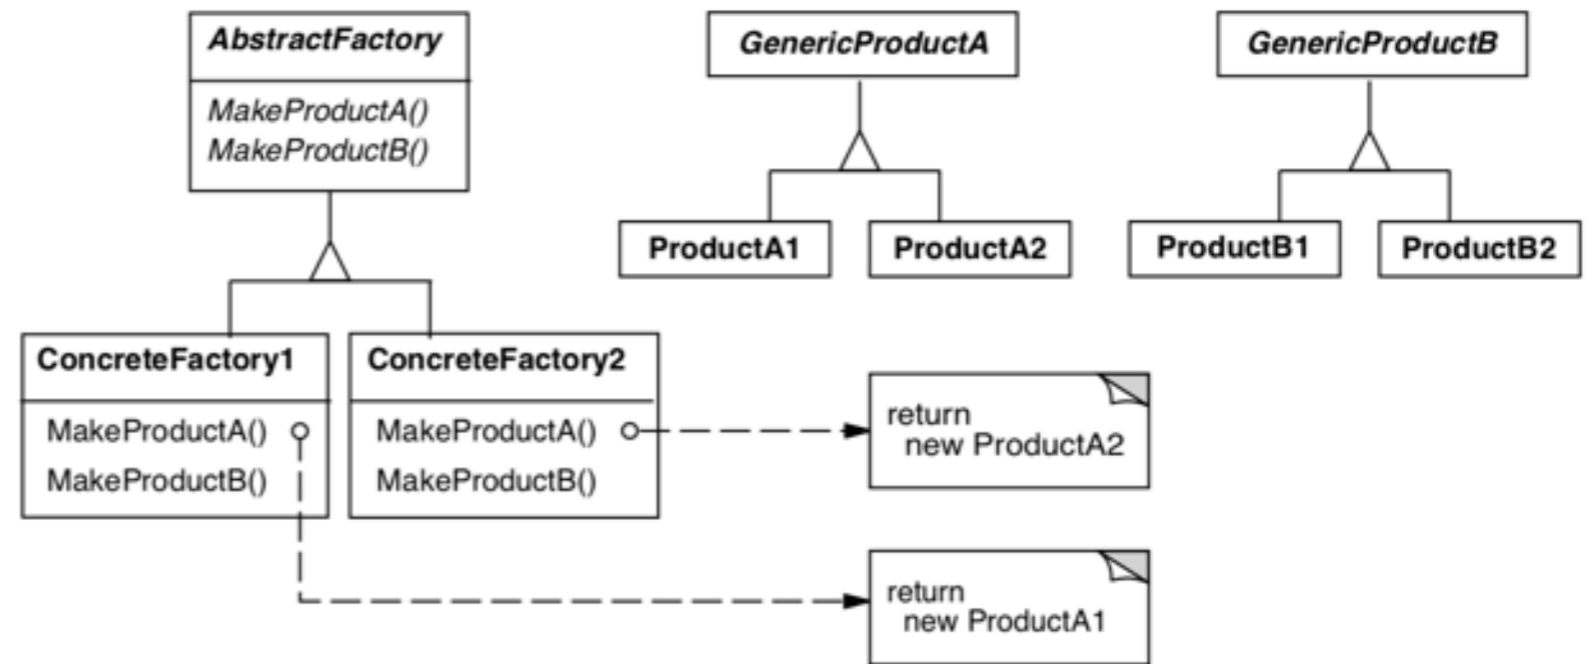 AbstractFactory
MakeProductA()
MakeProductB()
GenericProductA
GenericProductB
ProductA1
ProductA2
ProductB1
ProductB2
ConcreteFactory1
MakeProductA()
MakeProductB()
ConcreteFactory2
MakeProductA()
MakeProductB()
return
new ProductA2
return
new ProductA1